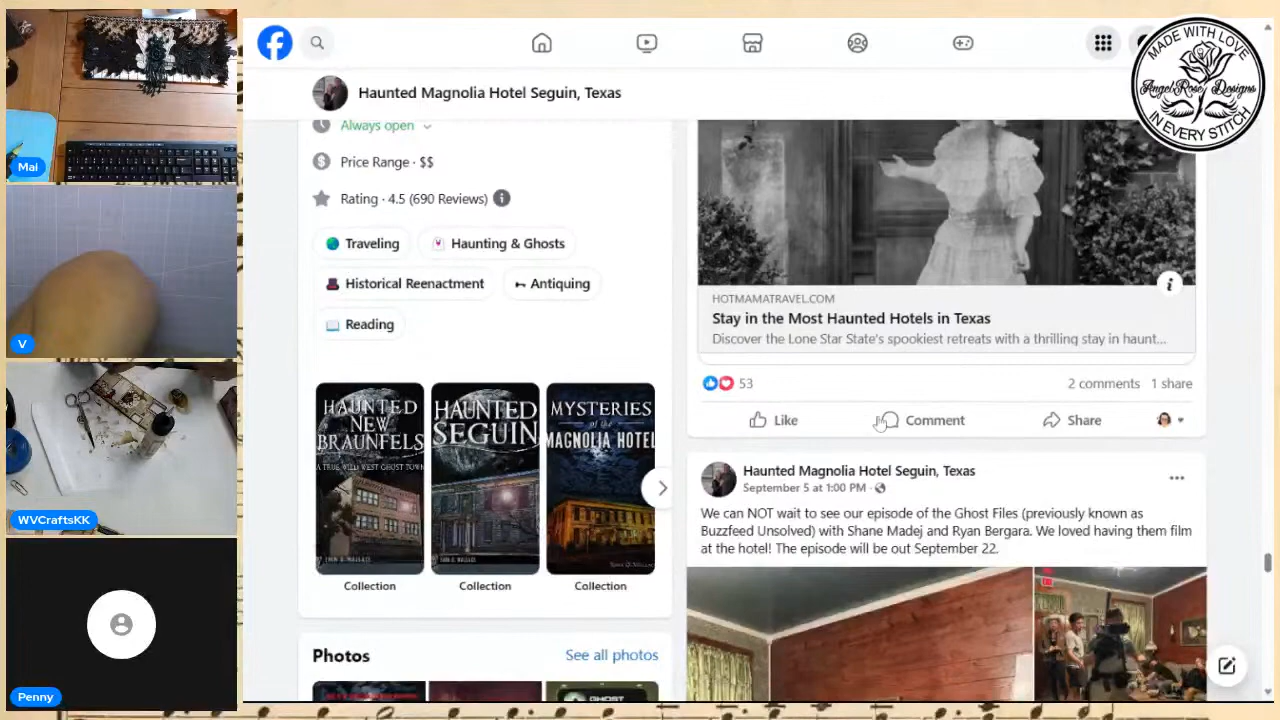 Mai
V
WVCraftsKK
Penny
Haunted Magnolia Hotel Seguin, Texas
MADE WITH LOVE
AngelRose Designs
IN EVERY STITCH
Always open
Price Range · $$
Rating · 4.5 (690 Reviews)
Traveling
Haunting & Ghosts
Historical Reenactment
Antiquing
Reading
HAUNTED
NEW
BRAUNFELS
A TRUE WILD WEST GHOST TOWN
HAUNTED
SEGUIN
MYSTERIES
of the
MAGNOLIA HOTEL
Collection
Collection
Collection
Photos
See all photos
GHOST
HOTMAMATRAVEL.COM
Stay in the Most Haunted Hotels in Texas
Discover the Lone Star State's spookiest retreats with a thrilling stay in haunt...
53
2 comments 1 share
Like
Comment
Share
Haunted Magnolia Hotel Seguin, Texas
September 5 at 1:00 PM ·
We can NOT wait to see our episode of the Ghost Files (previously known as
Buzzfeed Unsolved) with Shane Madej and Ryan Bergara. We loved having them film
at the hotel! The episode will be out September 22.